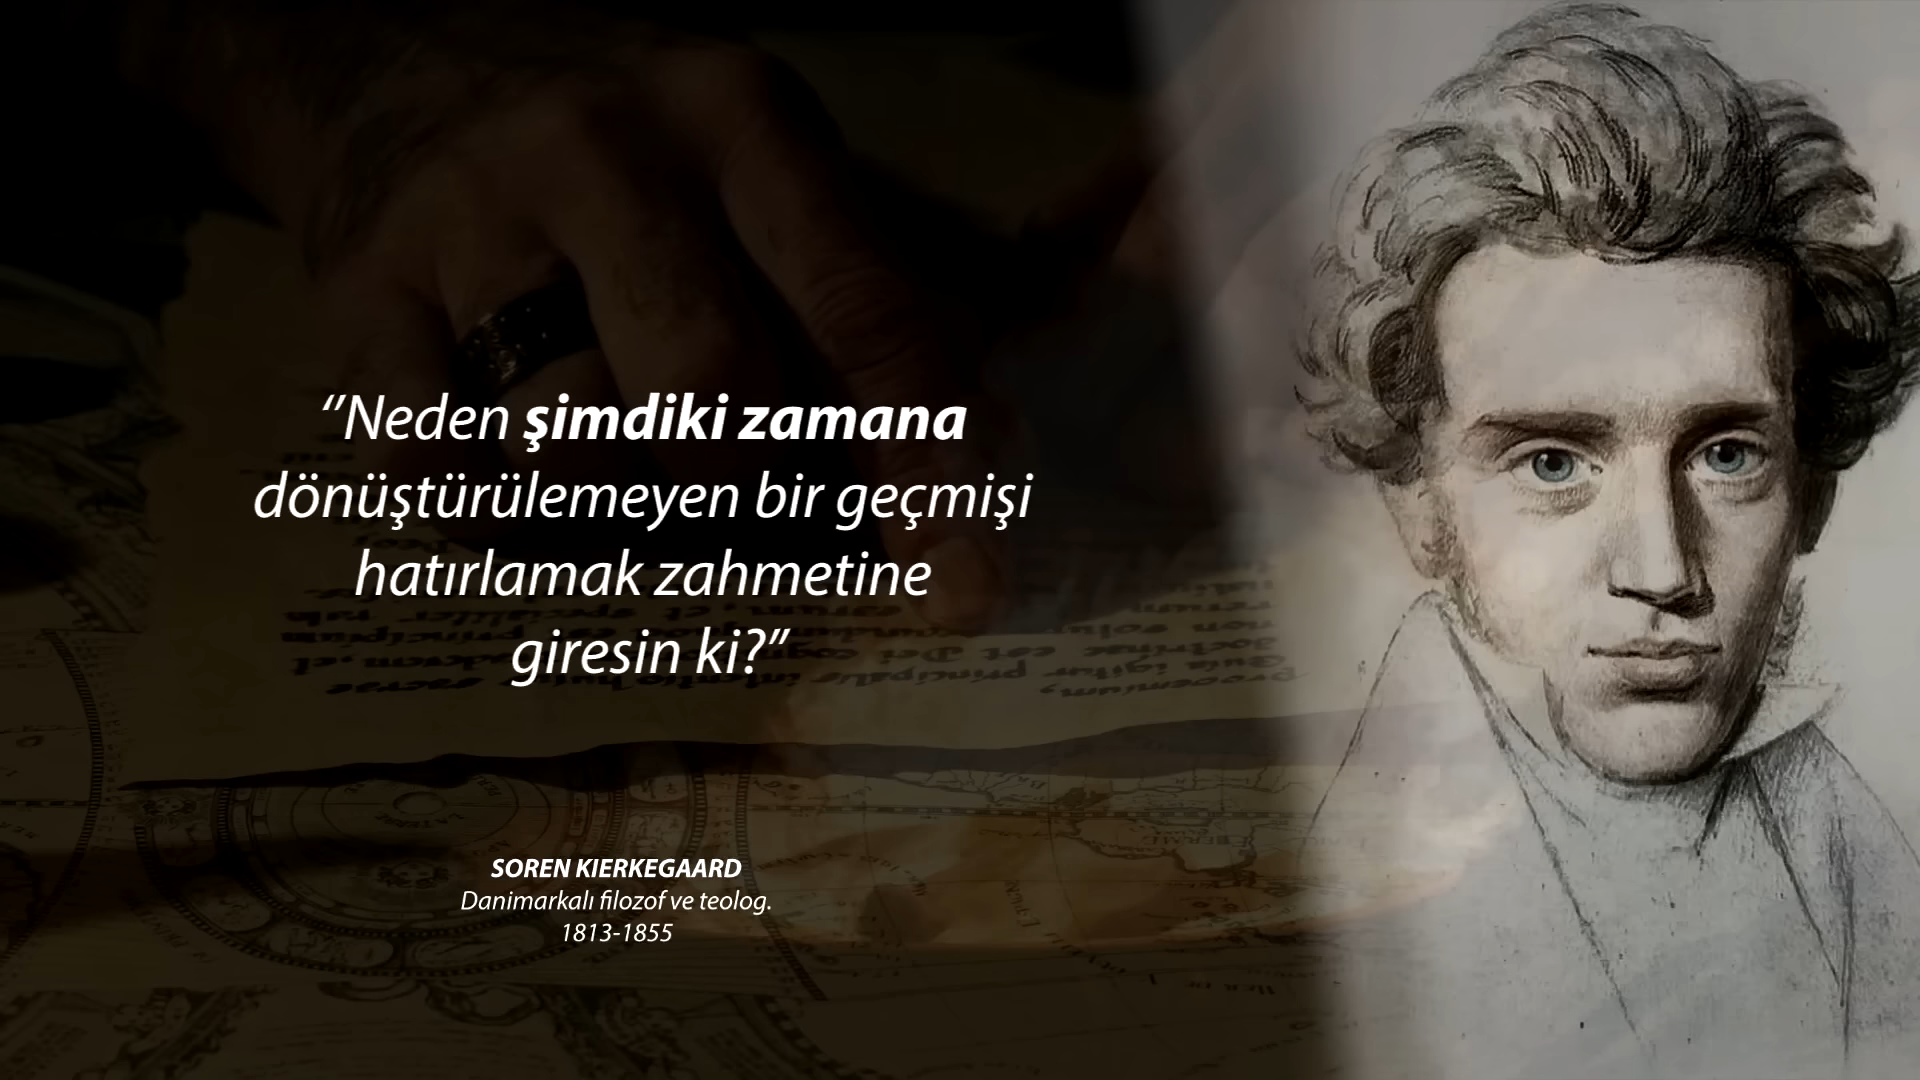 “Neden şimdiki zamana
dönüştürülemeyen bir geçmişi
hatırlamak zahmetine
giresin ki?”
SOREN KIERKEGAARD
Danimarkalı filozof ve teolog.
1813-1855